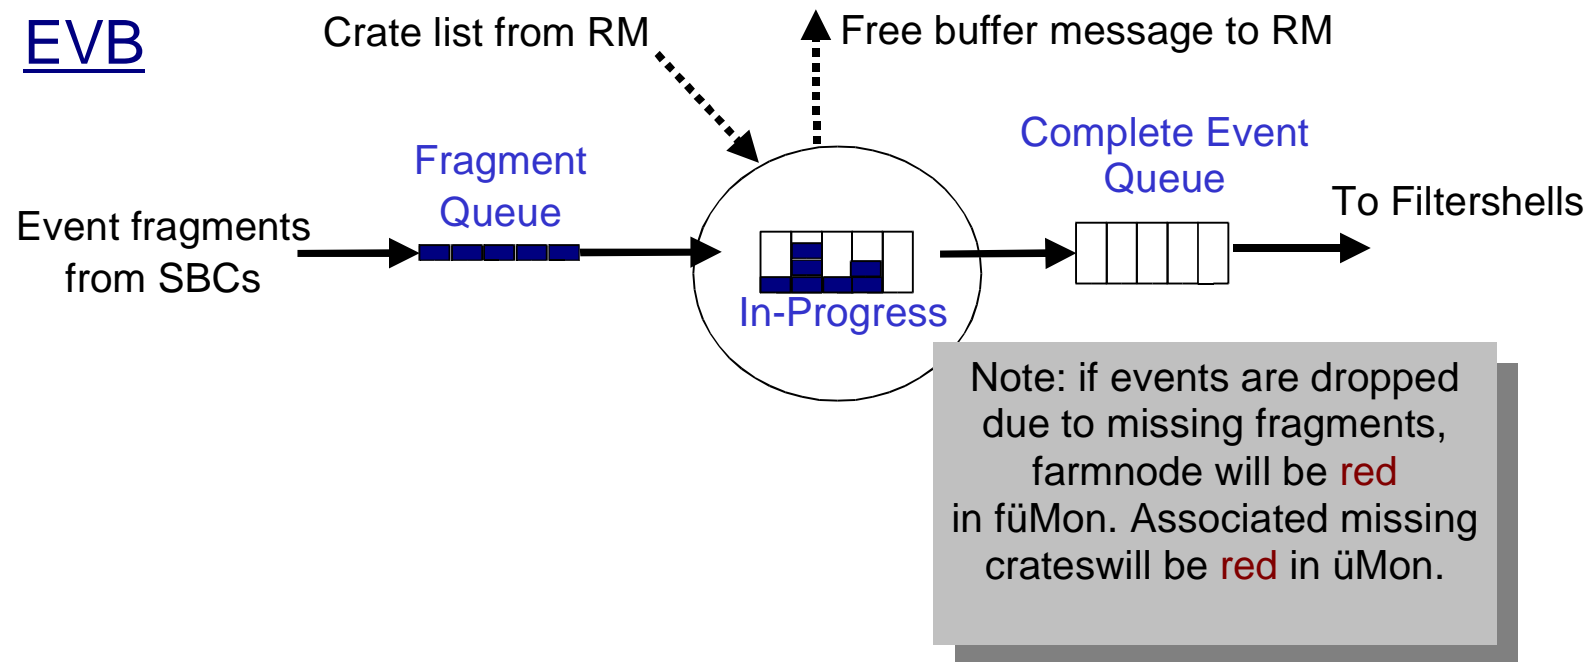 EVB
Crate list from RM
Free buffer message to RM
Fragment
Queue
Complete Event
Queue
Event fragments
from SBCs
To Filtershells
In-Progress
Note: if events are dropped
due to missing fragments,
farmnode will be red
in füMon. Associated missing
crateswill be red in üMon.